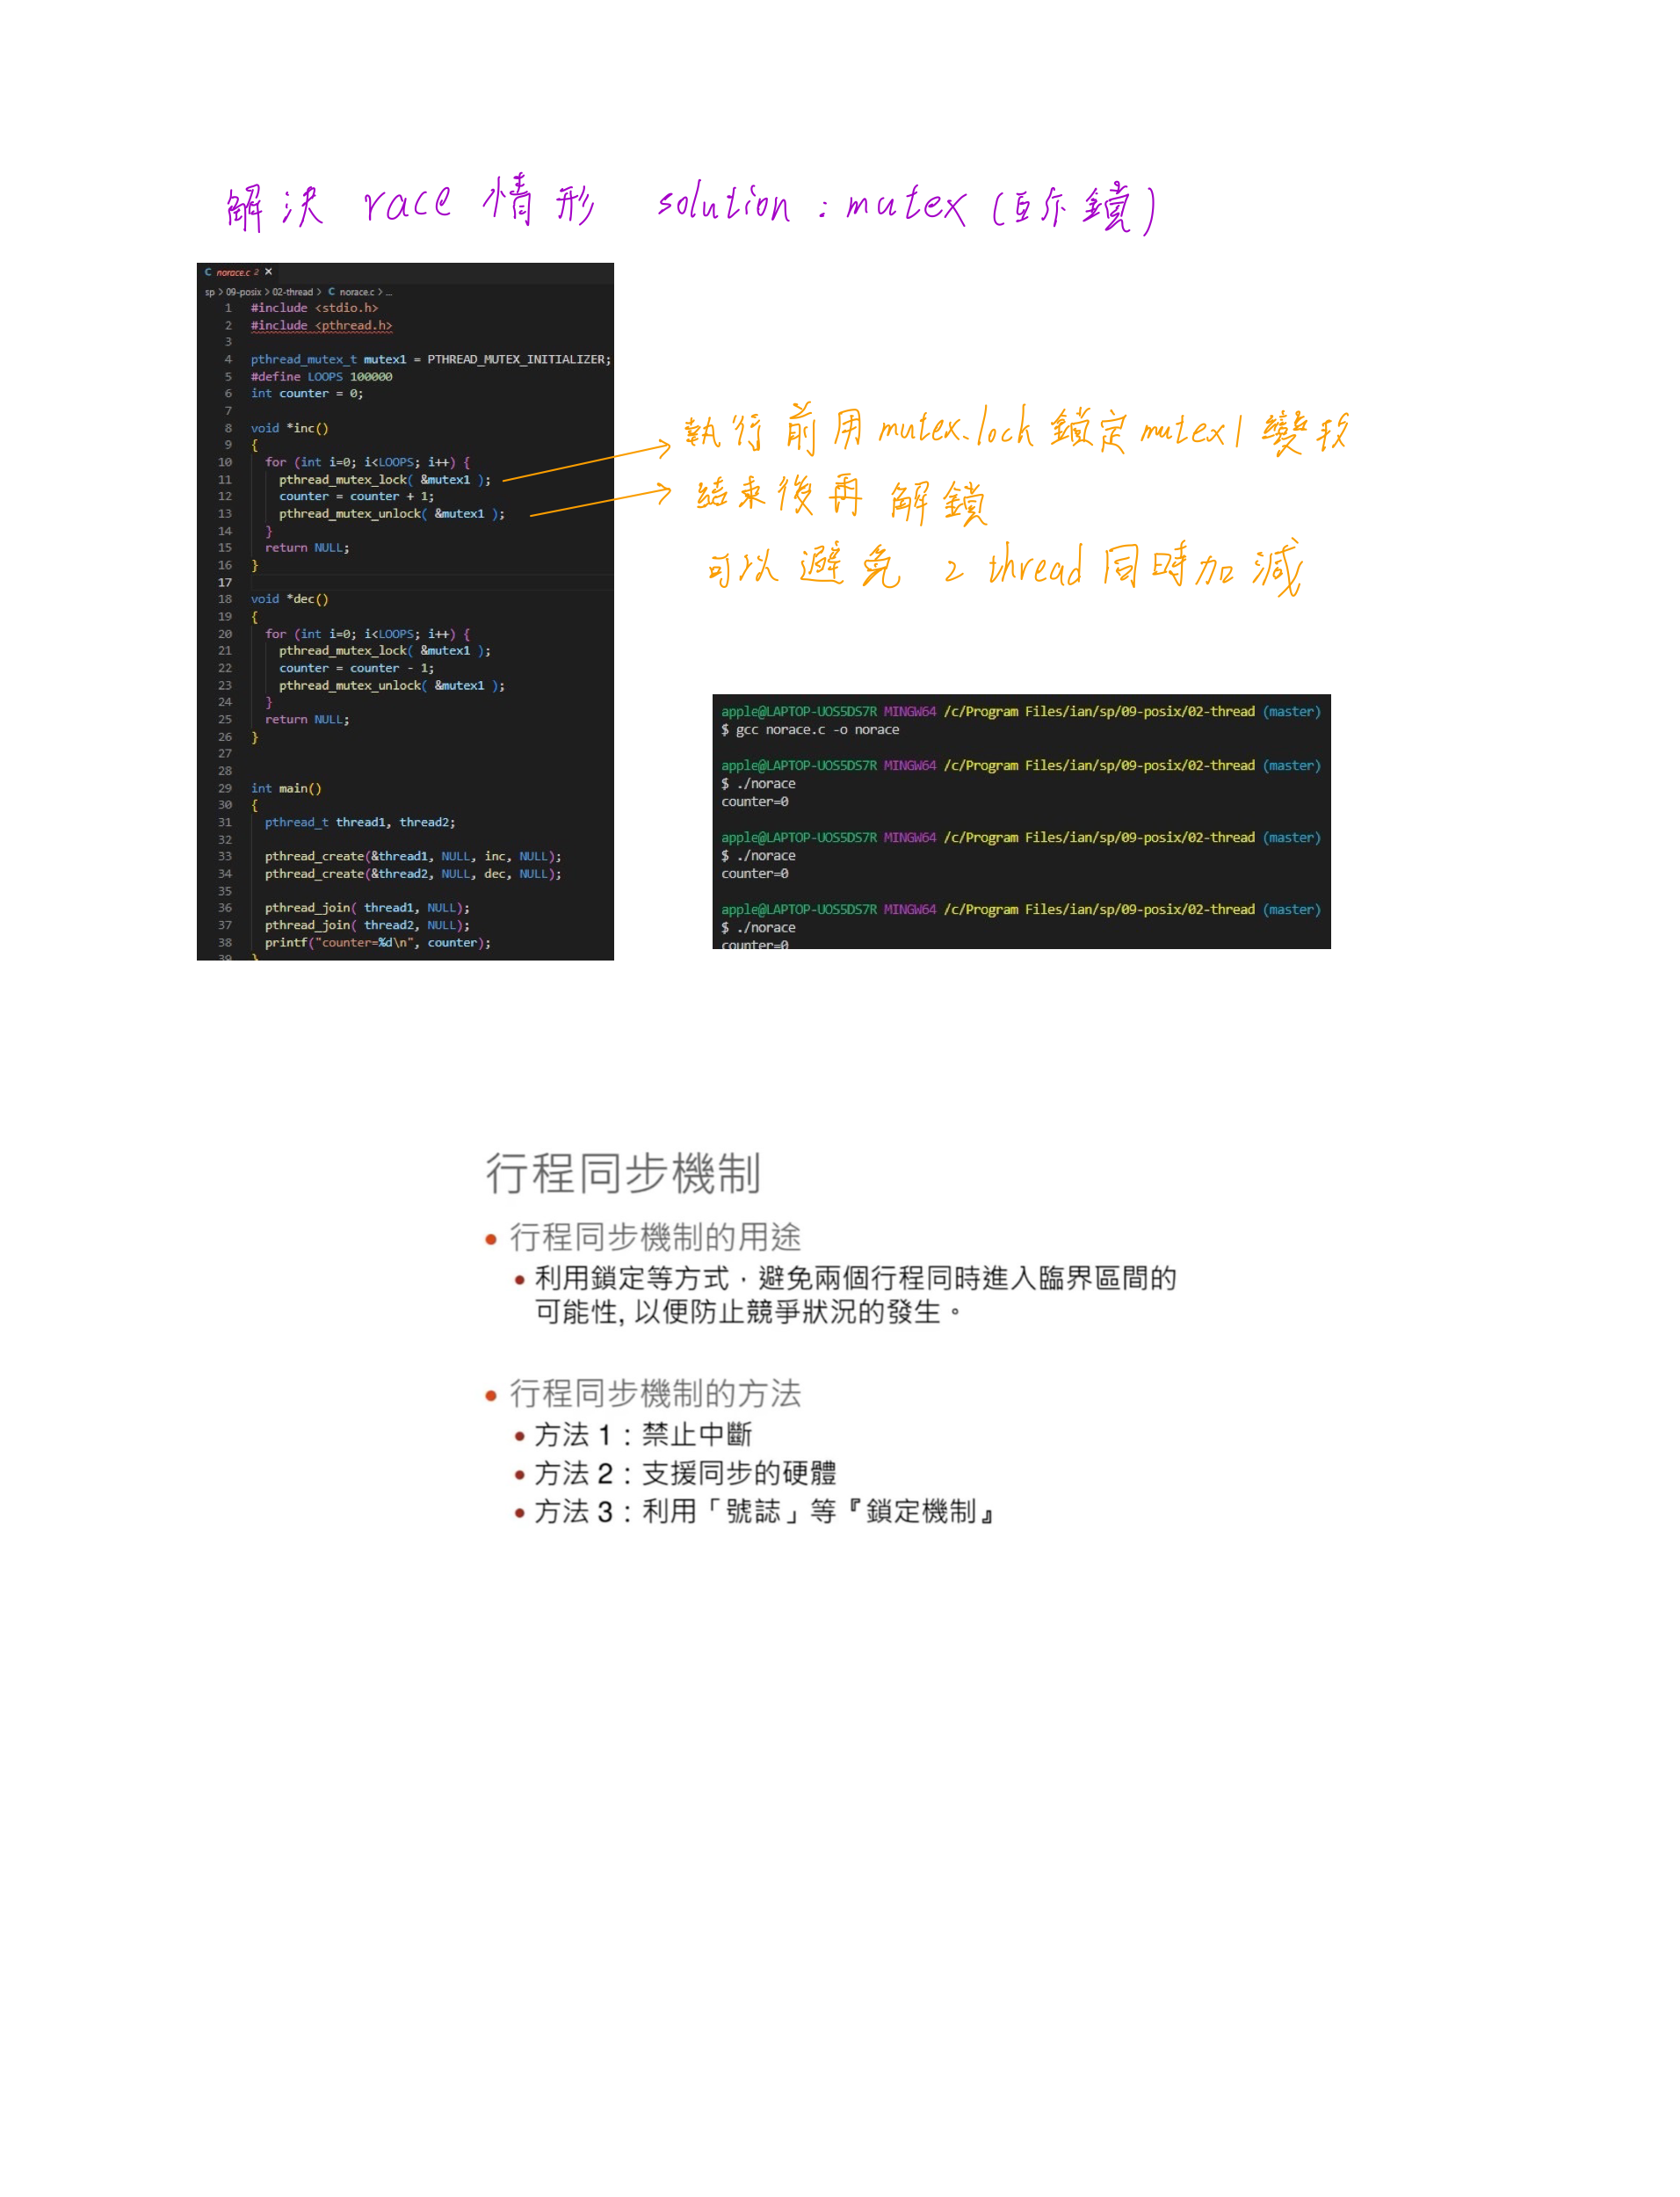 解決 race 情形 solution : mutex (互斥鎖)
C norace.c 2 ×
sp > 09-posix > 02-thread > C norace.c > ...
1 #include <stdio.h>
2 #include <pthread.h>
3
4 pthread_mutex_t mutex1 = PTHREAD_MUTEX_INITIALIZER;
5 #define LOOPS 100000
6 int counter = 0;
7
8 void *inc()
9 {
10 for (int i=0; i<LOOPS; i++) {
11 pthread_mutex_lock( &mutex1 );
12 counter = counter + 1;
13 pthread_mutex_unlock( &mutex1 );
14 }
15 return NULL;
16 }
17
18 void *dec()
19 {
20 for (int i=0; i<LOOPS; i++) {
21 pthread_mutex_lock( &mutex1 );
22 counter = counter - 1;
23 pthread_mutex_unlock( &mutex1 );
24 }
25 return NULL;
26 }
27
28
29 int main()
30 {
31 pthread_t thread1, thread2;
32
33 pthread_create(&thread1, NULL, inc, NULL);
34 pthread_create(&thread2, NULL, dec, NULL);
35
36 pthread_join( thread1, NULL);
37 pthread_join( thread2, NULL);
38 printf("counter=%d\n", counter);
39 }
執行前用 mutex.lock 鎖定 mutex1 變數
結束後再 解鎖
可以 避免 2 thread 同時加減
apple@LAPTOP-UOS5DS7R MINGW64 /c/Program Files/ian/sp/09-posix/02-thread (master)
$ gcc norace.c -o norace
apple@LAPTOP-UOS5DS7R MINGW64 /c/Program Files/ian/sp/09-posix/02-thread (master)
$ ./norace
counter=0
apple@LAPTOP-UOS5DS7R MINGW64 /c/Program Files/ian/sp/09-posix/02-thread (master)
$ ./norace
counter=0
apple@LAPTOP-UOS5DS7R MINGW64 /c/Program Files/ian/sp/09-posix/02-thread (master)
$ ./norace
counter=0
行程同步機制
• 行程同步機制的用途
• 利用鎖定等方式，避免兩個行程同時進入臨界區間的
可能性, 以便防止競爭狀況的發生。
• 行程同步機制的方法
• 方法 1：禁止中斷
• 方法 2：支援同步的硬體
• 方法 3：利用「號誌」等『鎖定機制』